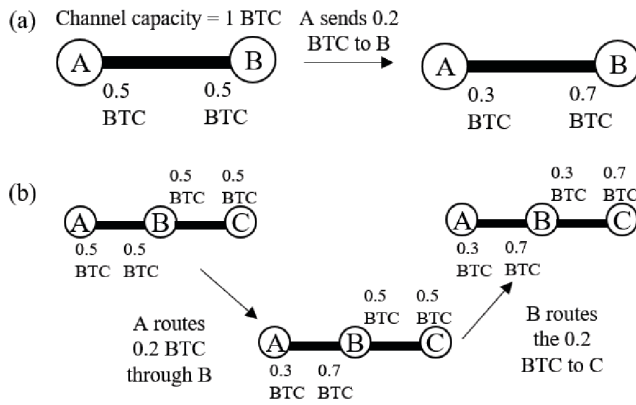 (a)
Channel capacity = 1 BTC
A sends 0.2
BTC to B
A
B
0.5
BTC
0.5
BTC
A
B
0.3
BTC
0.7
BTC
(b)
0.5
BTC
0.5
BTC
A
B
C
0.5
BTC
0.5
BTC
A routes
0.2 BTC
through B
0.5
BTC
0.5
BTC
A
B
C
0.3
BTC
0.7
BTC
B routes
the 0.2
BTC to C
0.3
BTC
0.7
BTC
A
B
C
0.3
BTC
0.7
BTC